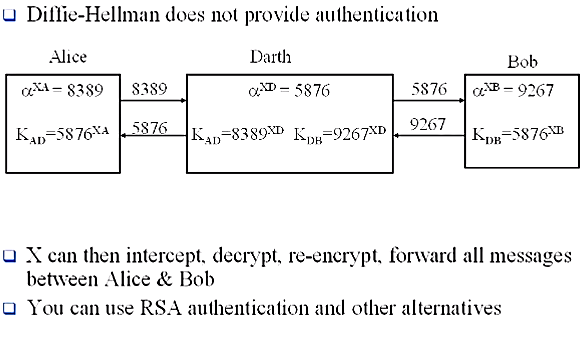 Diffie-Hellman does not provide authentication
Alice Darth Bob
α^XA = 8389 8389 α^XD = 5876 5876 α^XB = 9267
K_AD=5876^XA 5876 K_AD=8389^XD K_DB=9267^XD 9267 K_DB=5876^XB
X can then intercept, decrypt, re-encrypt, forward all messages
between Alice & Bob
You can use RSA authentication and other alternatives